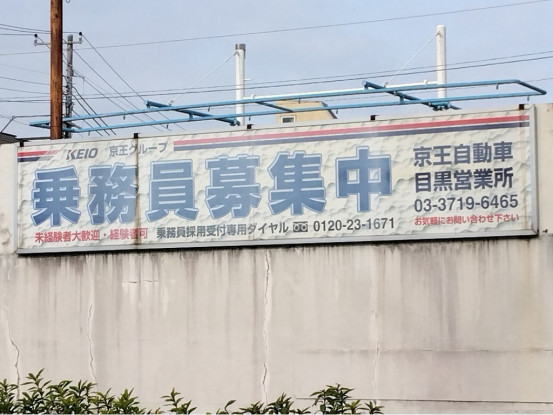 KEIO 京王グループ
乗務員募集中
未経験者大歓迎・経験者可 乗務員採用受付専用ダイヤル 0120-23-1671
京王自動車
目黒営業所
03-3719-6465
お気軽にお問い合わせ下さい